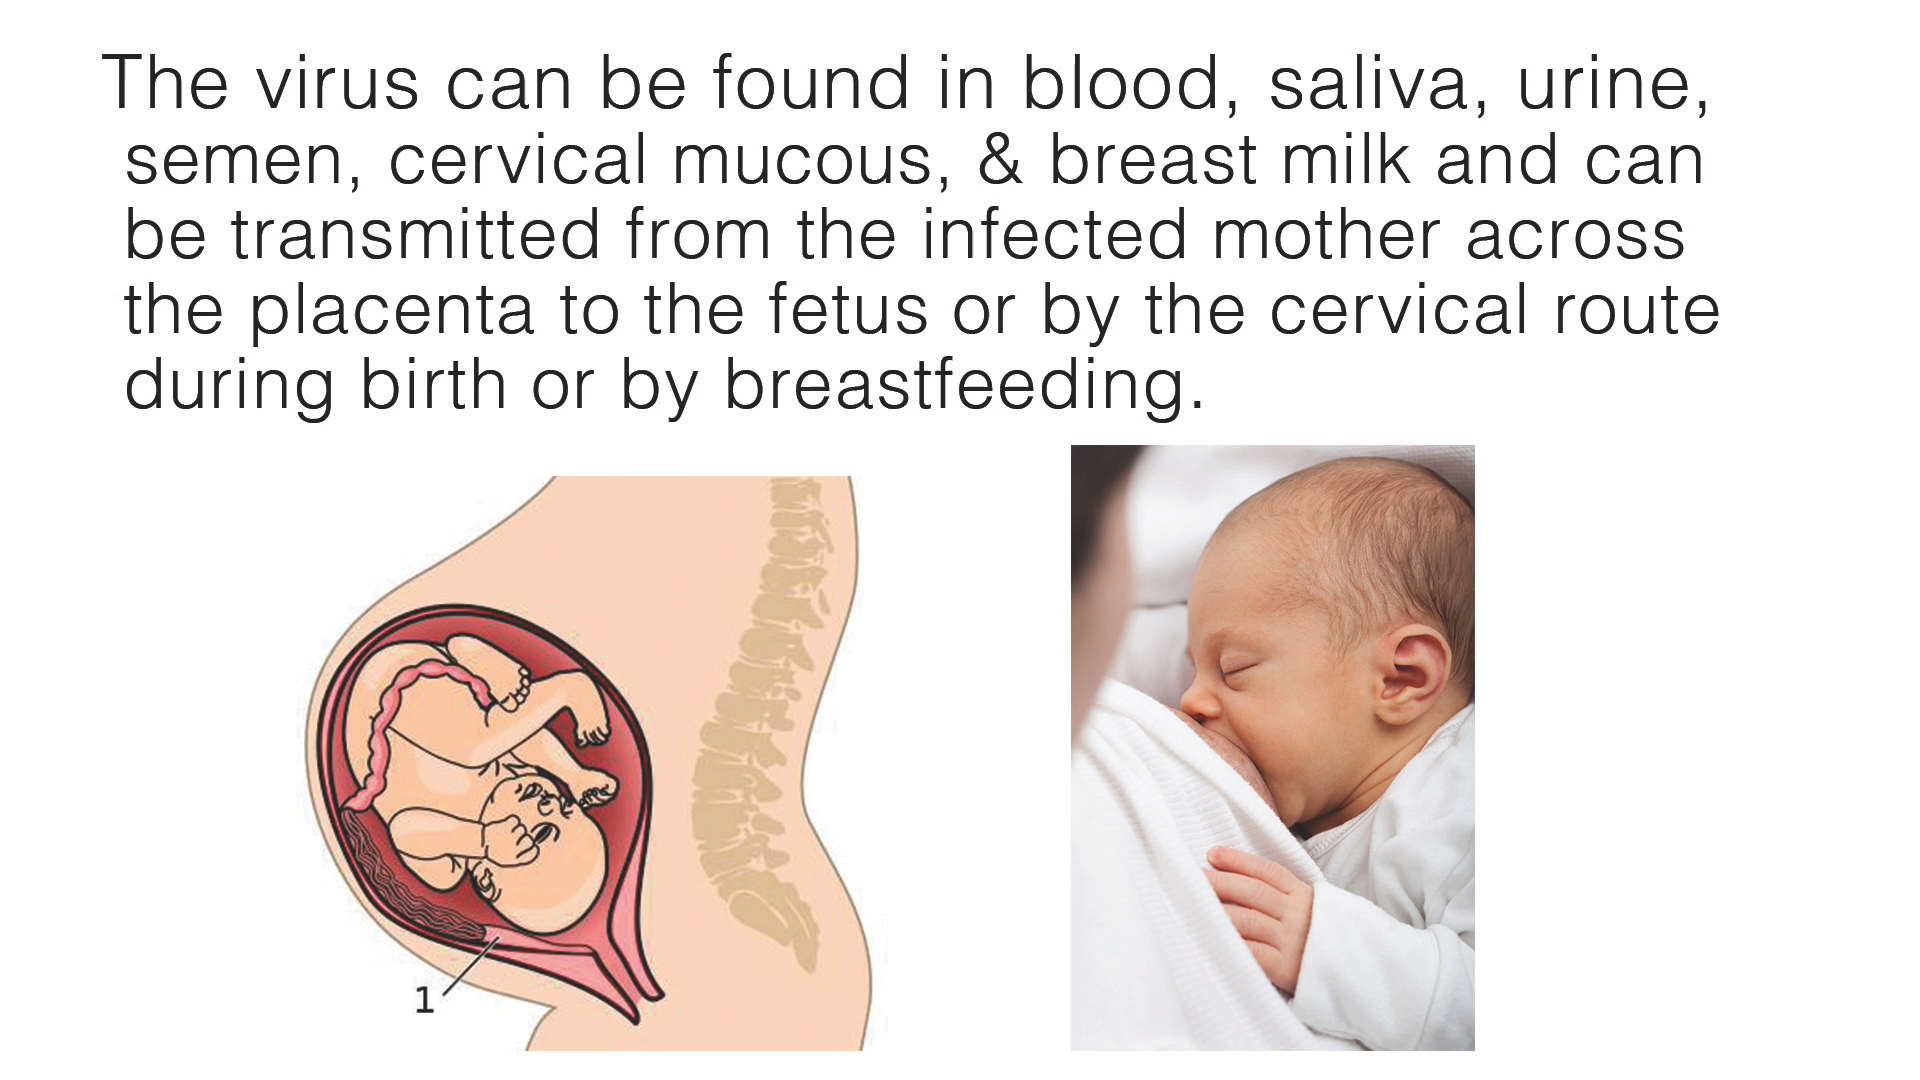 The virus can be found in blood, saliva, urine,
semen, cervical mucous, & breast milk and can
be transmitted from the infected mother across
the placenta to the fetus or by the cervical route
during birth or by breastfeeding.
1